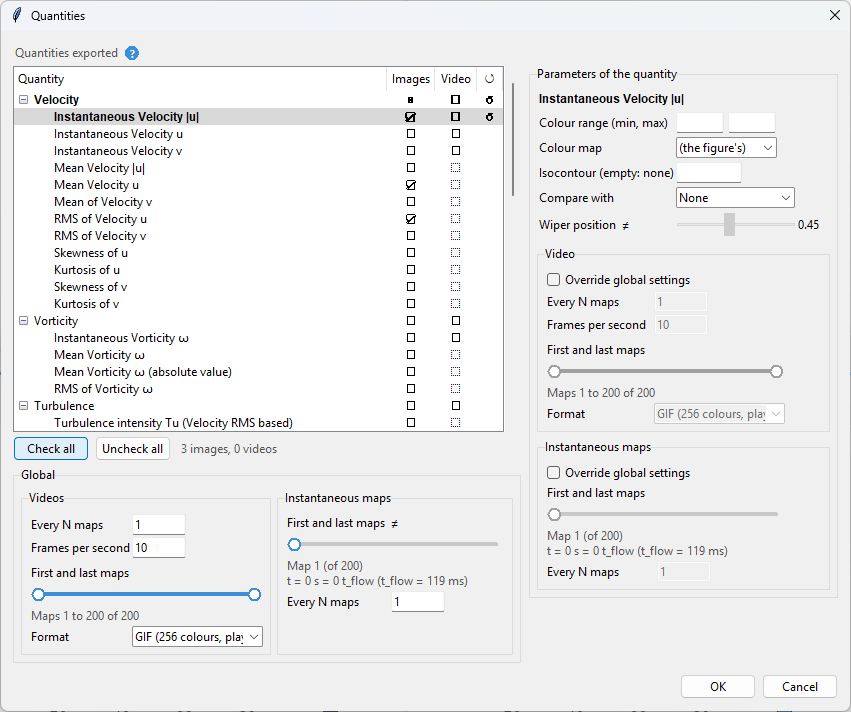 Quantities
Quantities exported ?
Quantity Images Video ↺
Velocity
Instantaneous Velocity |u|
Instantaneous Velocity u
Instantaneous Velocity v
Mean Velocity |u|
Mean Velocity u
Mean of Velocity v
RMS of Velocity u
RMS of Velocity v
Skewness of u
Kurtosis of u
Skewness of v
Kurtosis of v
Vorticity
Instantaneous Vorticity ω
Mean Vorticity ω
Mean Vorticity ω (absolute value)
RMS of Vorticity ω
Turbulence
Turbulence intensity Tu (Velocity RMS based)
Check all
Uncheck all
3 images, 0 videos
Global
Videos
Every N maps 1
Frames per second 10
First and last maps
Maps 1 to 200 of 200
Format GIF (256 colours, play
Instantaneous maps
First and last maps ≠
Map 1 (of 200)
t = 0 s = 0 t_flow (t_flow = 119 ms)
Every N maps 1
Parameters of the quantity
Instantaneous Velocity |u|
Colour range (min, max)
Colour map (the figure's)
Isocontour (empty: none)
Compare with None
Wiper position ≠ 0.45
Video
Override global settings
Every N maps 1
Frames per second 10
First and last maps
Maps 1 to 200 of 200
Format GIF (256 colours, play
Instantaneous maps
Override global settings
First and last maps
Map 1 (of 200)
t = 0 s = 0 t_flow (t_flow = 119 ms)
Every N maps 1
OK
Cancel